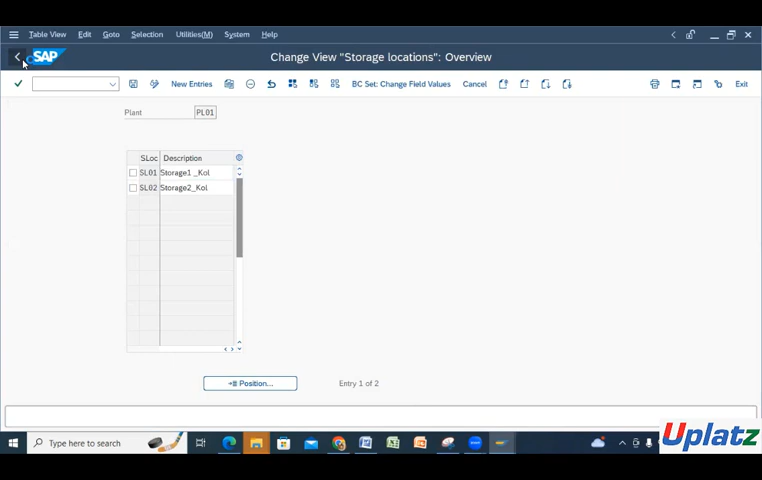 Table View Edit Goto Selection Utilities(M) System Help
SAP Change View "Storage locations": Overview
New Entries BC Set: Change Field Values Cancel Exit
Plant PL01
SLoc Description
SL01 Storage1 _Kol
SL02 Storage2_Kol
Position... Entry 1 of 2
Type here to search
Uplatz